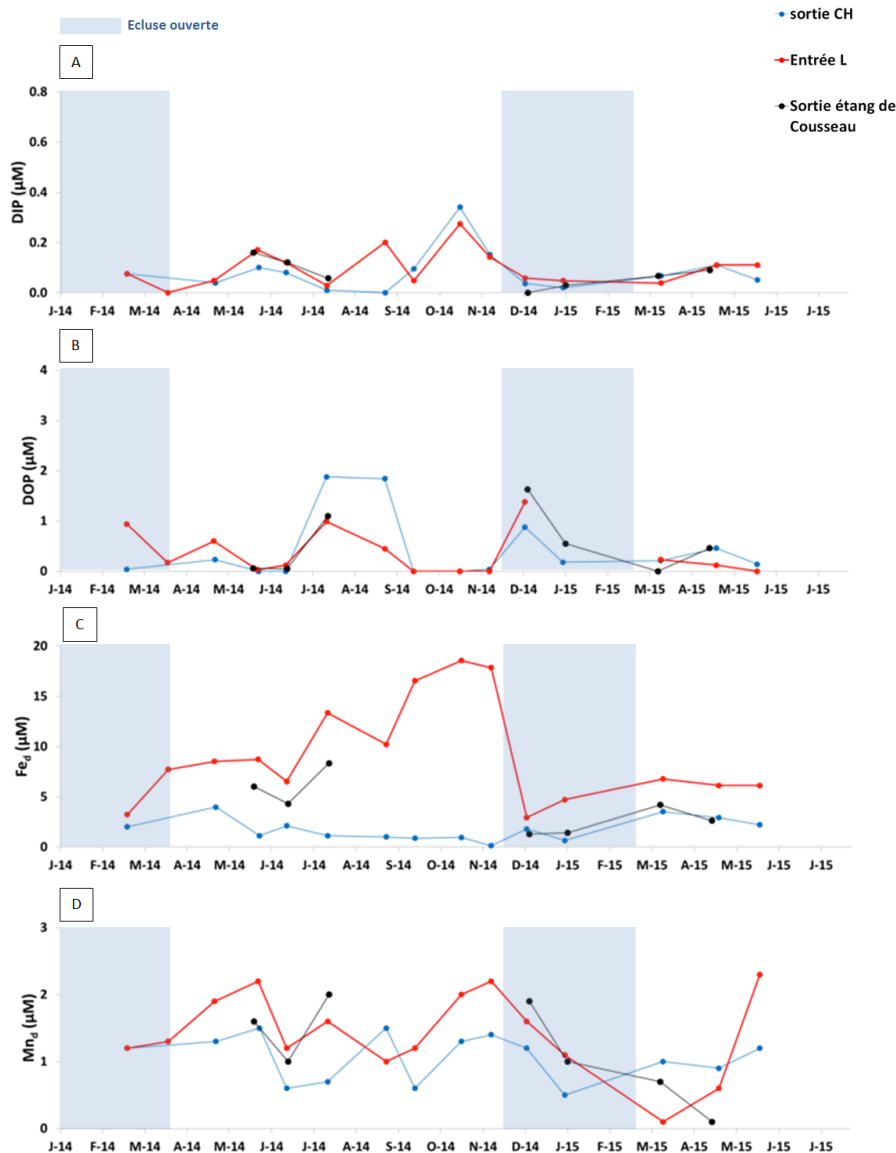 Ecluse ouverte
sortie CH
Entrée L
Sortie étang de
Cousseau
A
DIP (µM)
0.8
0.6
0.4
0.2
0.0
J-14 F-14 M-14 A-14 M-14 J-14 J-14 A-14 S-14 O-14 N-14 D-14 J-15 F-15 M-15 A-15 M-15 J-15 J-15
B
DOP (µM)
4
3
2
1
0
J-14 F-14 M-14 A-14 M-14 J-14 J-14 A-14 S-14 O-14 N-14 D-14 J-15 F-15 M-15 A-15 M-15 J-15 J-15
C
Fed (µM)
20
15
10
5
0
J-14 F-14 M-14 A-14 M-14 J-14 J-14 A-14 S-14 O-14 N-14 D-14 J-15 F-15 M-15 A-15 M-15 J-15 J-15
D
Mnd (µM)
3
2
1
0
J-14 F-14 M-14 A-14 M-14 J-14 J-14 A-14 S-14 O-14 N-14 D-14 J-15 F-15 M-15 A-15 M-15 J-15 J-15